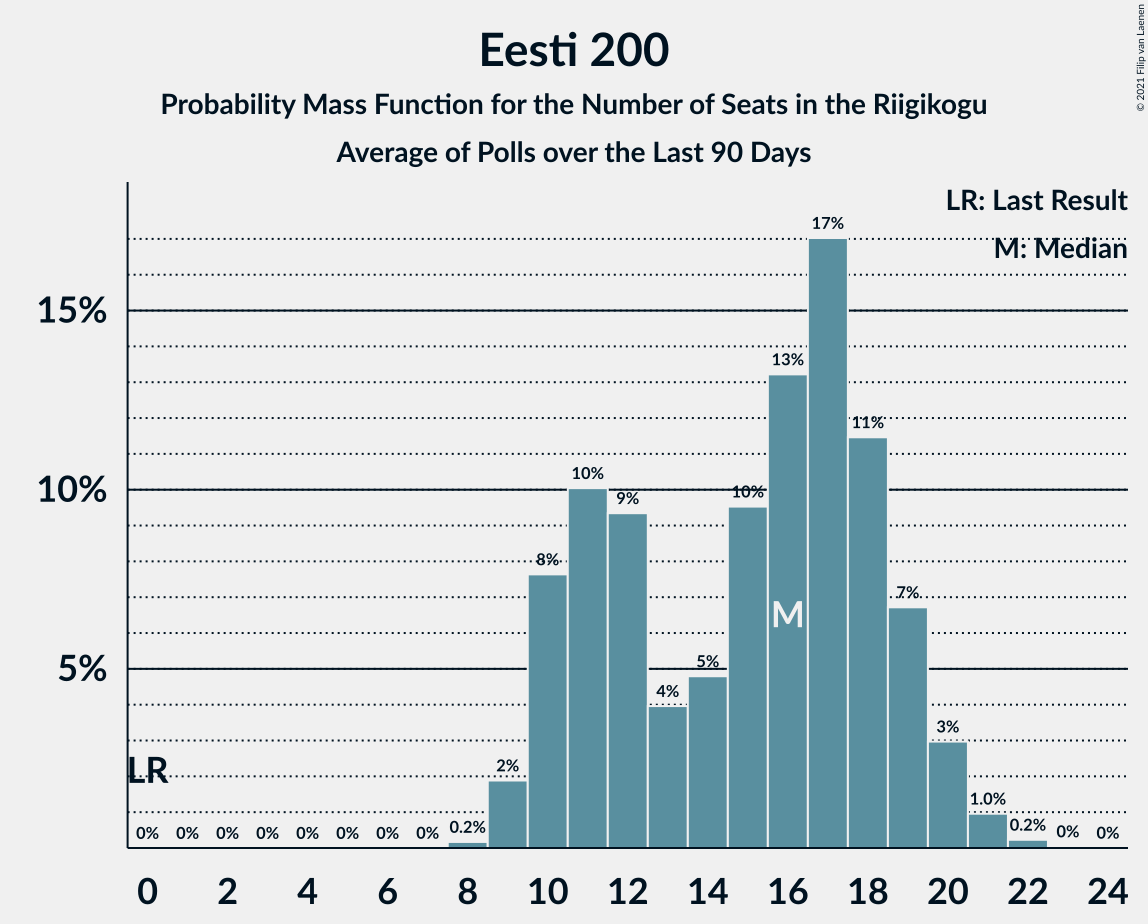 Eesti 200
Probability Mass Function for the Number of Seats in the Riigikogu
Average of Polls over the Last 90 Days
© 2021 Filip van Laenen
LR: Last Result
M: Median
17%
15%
13%
11%
10%
10%
9%
10%
8%
7%
M
5%
5%
4%
3%
LR
2%
1.0%
0% 0% 0% 0% 0% 0% 0% 0% 0.2% 0.2% 0% 0%
0 2 4 6 8 10 12 14 16 18 20 22 24